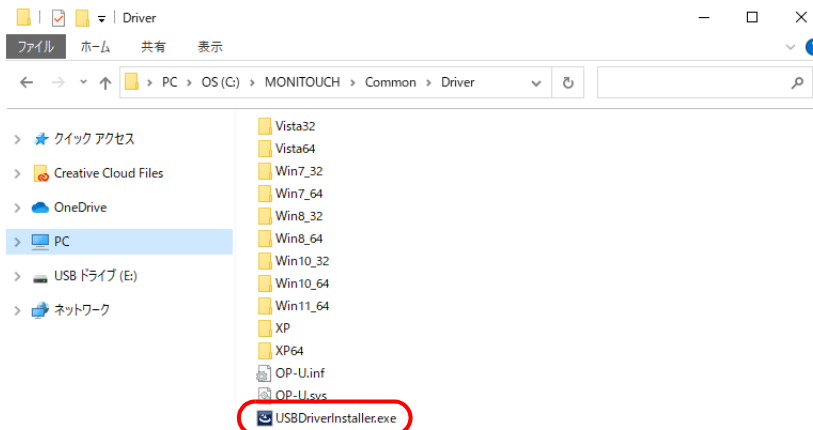 Driver
ファイル ホーム 共有 表示
PC OS (C:) MONITOUCH Common Driver
クイック アクセス
Creative Cloud Files
OneDrive
PC
USB ドライブ (E:)
ネットワーク
Vista32
Vista64
Win7_32
Win7_64
Win8_32
Win8_64
Win10_32
Win10_64
Win11_64
XP
XP64
OP-U.inf
OP-U.sys
USBDriverInstaller.exe